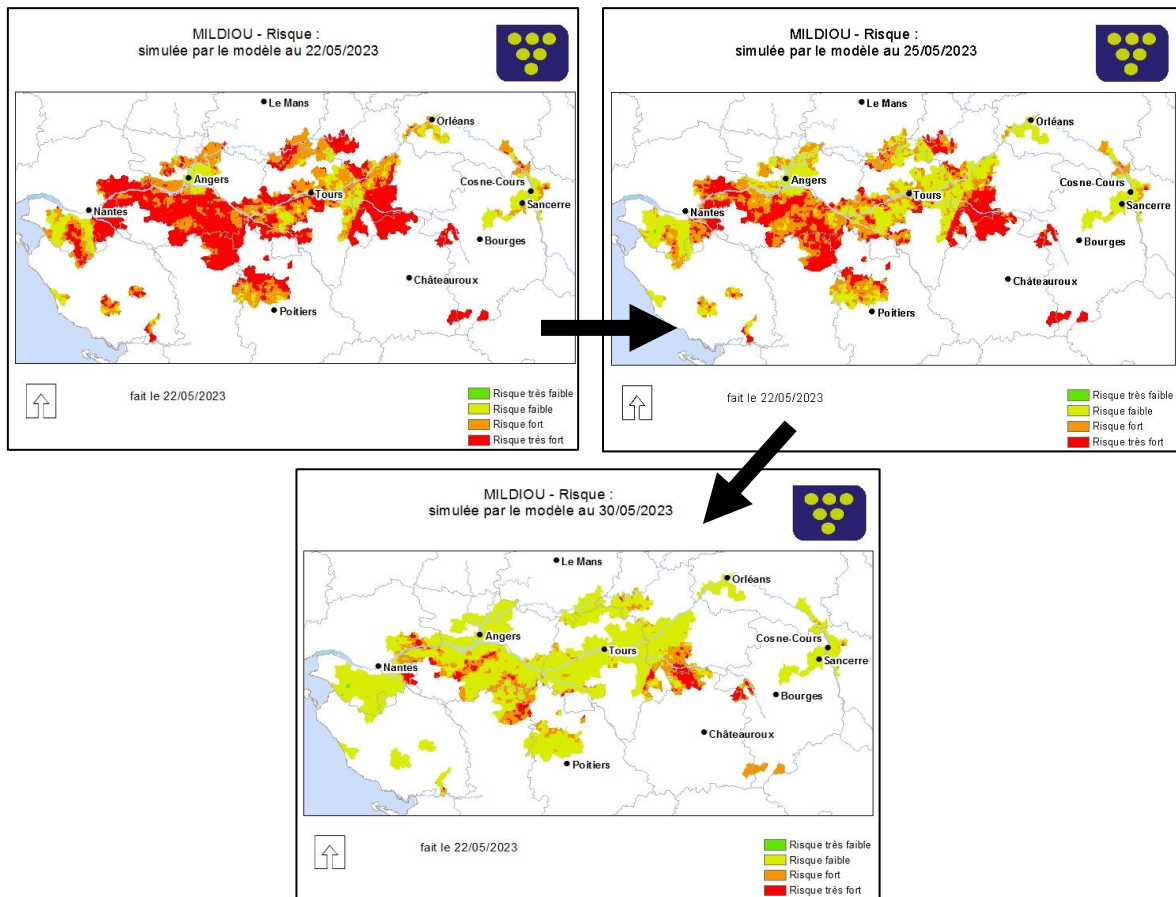 MILDIOU - Risque :
simulée par le modèle au 22/05/2023
Le Mans
Orléans
Angers
Cosne-Cours
Tours
Sancerre
Nantes
Bourges
Châteauroux
Poitiers
fait le 22/05/2023
Risque très faible
Risque faible
Risque fort
Risque très fort
MILDIOU - Risque :
simulée par le modèle au 25/05/2023
Le Mans
Orléans
Angers
Cosne-Cours
Tours
Sancerre
Nantes
Bourges
Châteauroux
Poitiers
fait le 22/05/2023
Risque très faible
Risque faible
Risque fort
Risque très fort
MILDIOU - Risque :
simulée par le modèle au 30/05/2023
Le Mans
Orléans
Angers
Cosne-Cours
Tours
Sancerre
Nantes
Bourges
Châteauroux
Poitiers
fait le 22/05/2023
Risque très faible
Risque faible
Risque fort
Risque très fort